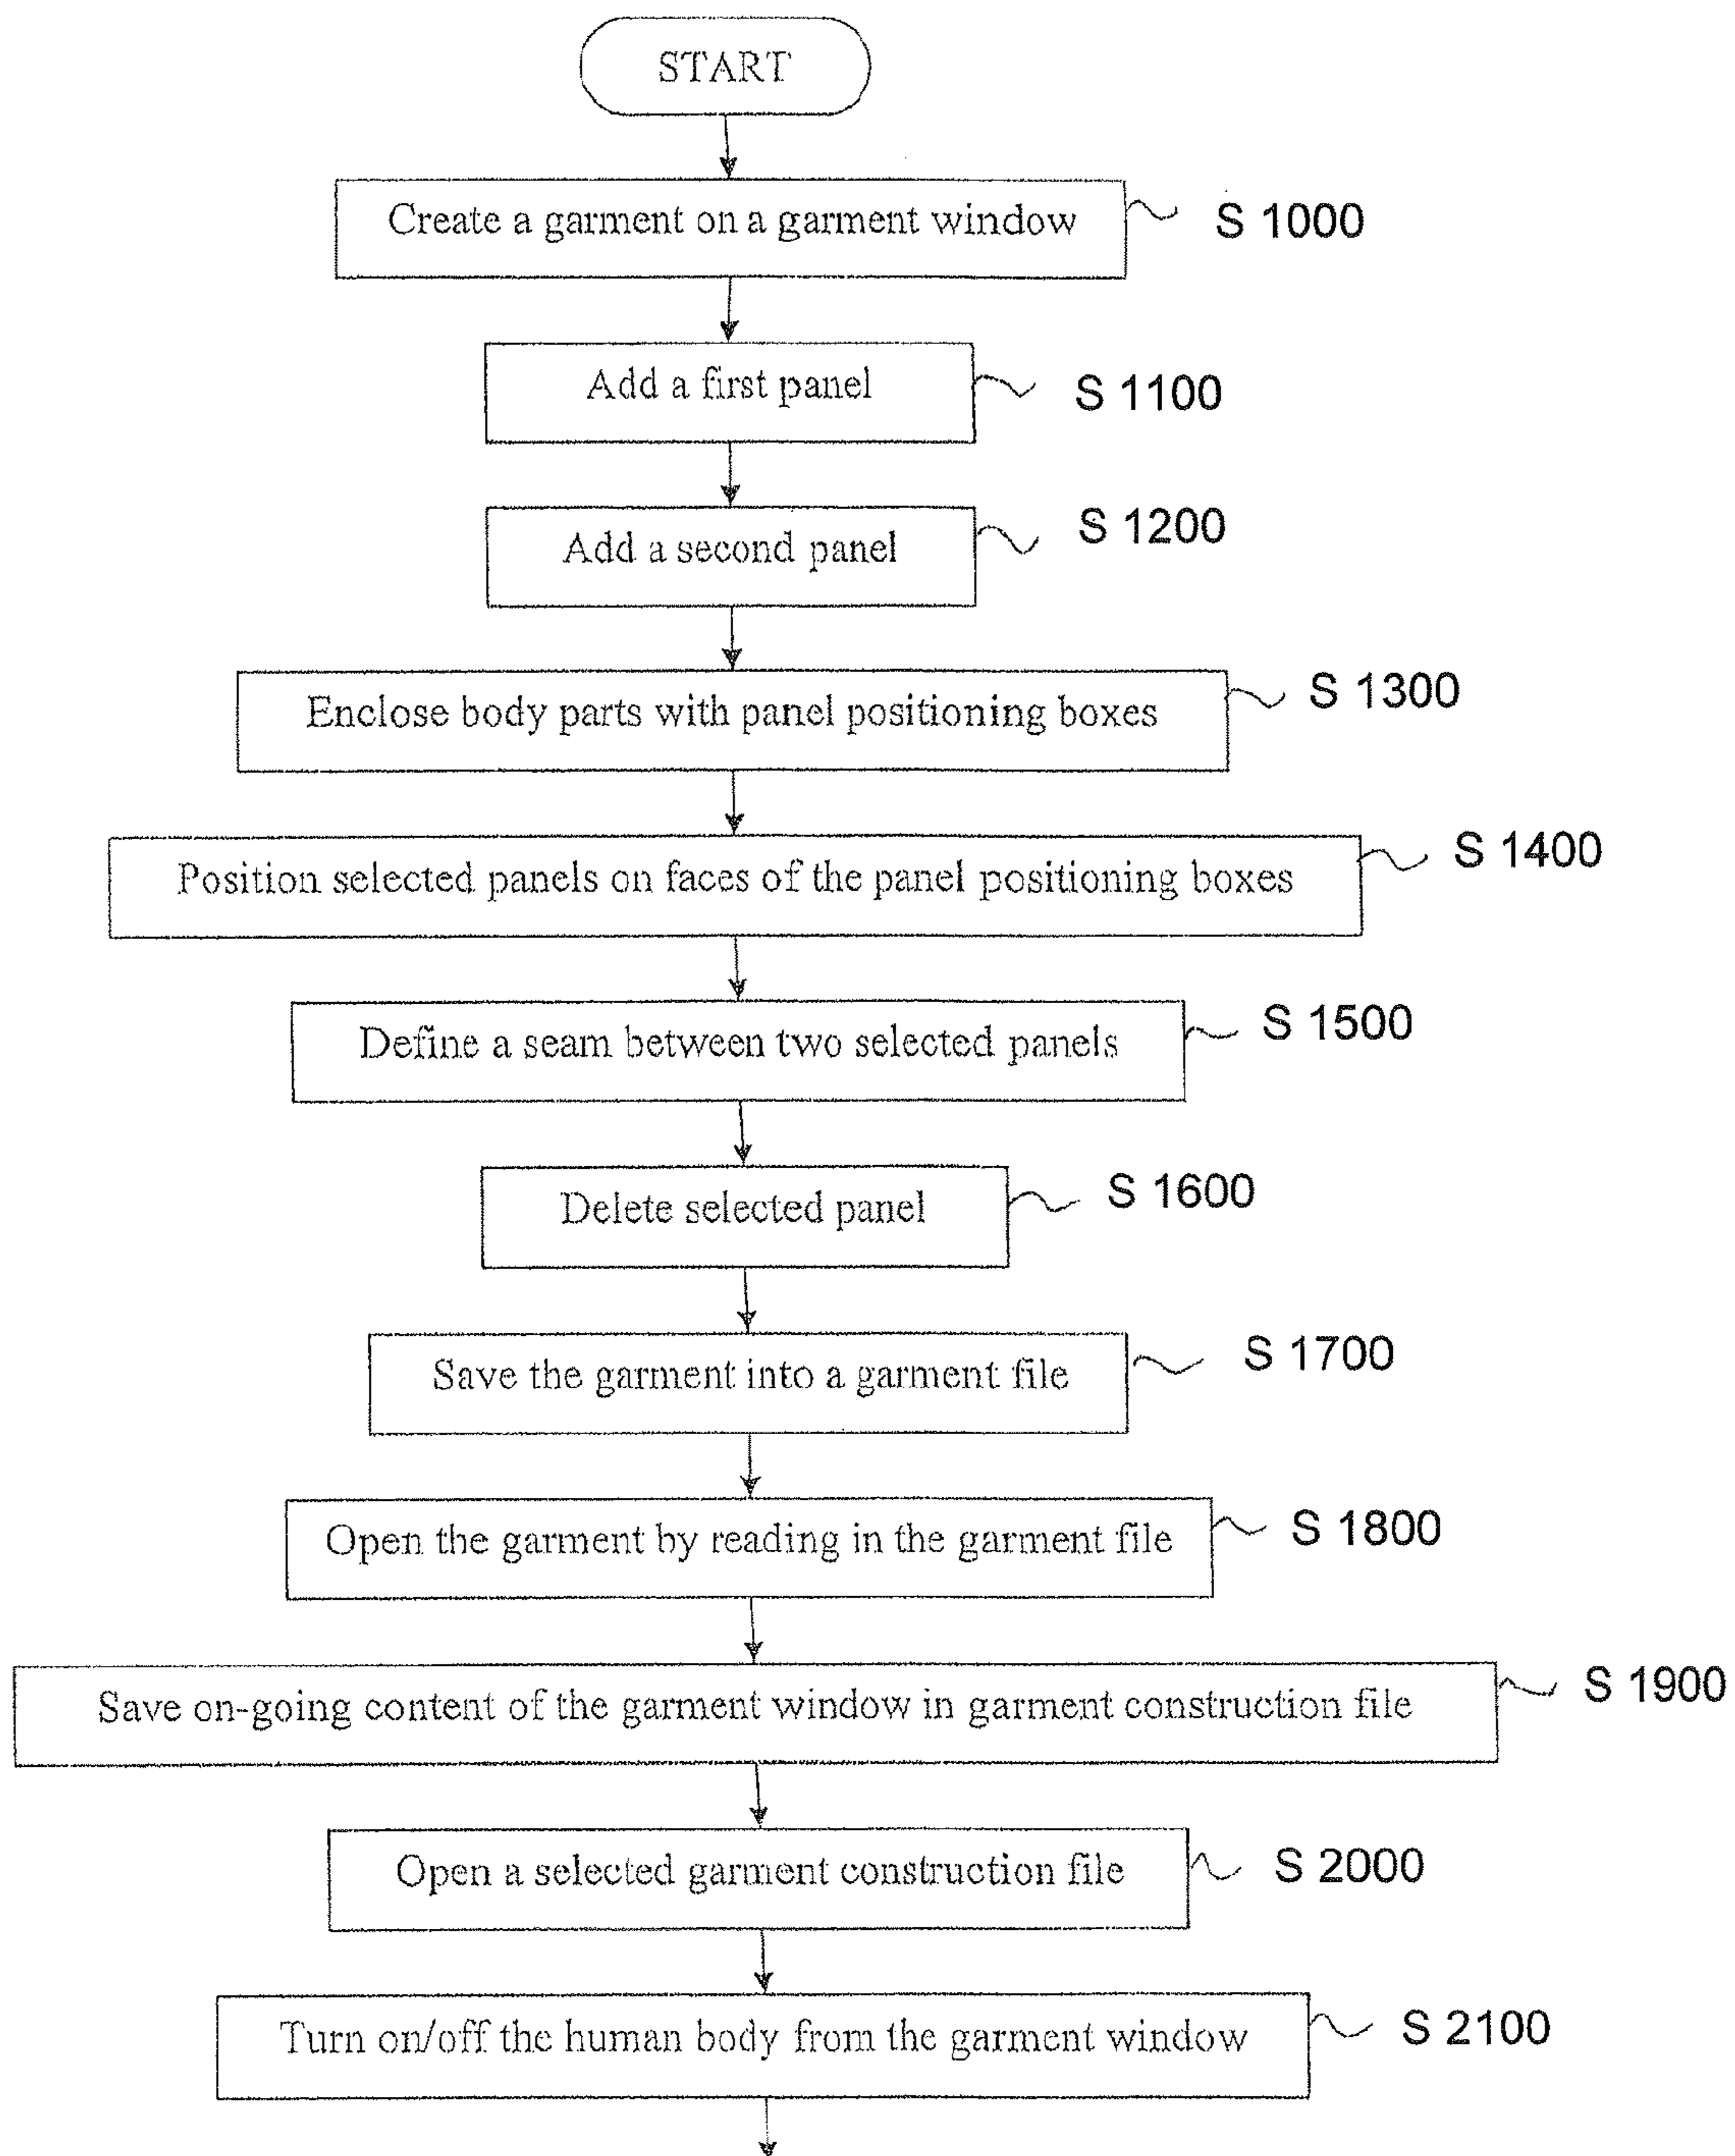 START
Create a garment on a garment window
S 1000
Add a first panel
S 1100
Add a second panel
S 1200
Enclose body parts with panel positioning boxes
S 1300
Position selected panels on faces of the panel positioning boxes
S 1400
Define a seam between two selected panels
S 1500
Delete selected panel
S 1600
Save the garment into a garment file
S 1700
Open the garment by reading in the garment file
S 1800
Save on-going content of the garment window in garment construction file
S 1900
Open a selected garment construction file
S 2000
Turn on/off the human body from the garment window
S 2100